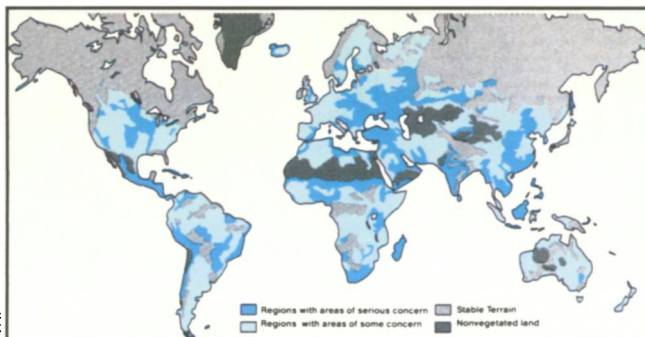 Regions with areas of serious concern
Regions with areas of some concern
Stable Terrain
Nonvegetated land